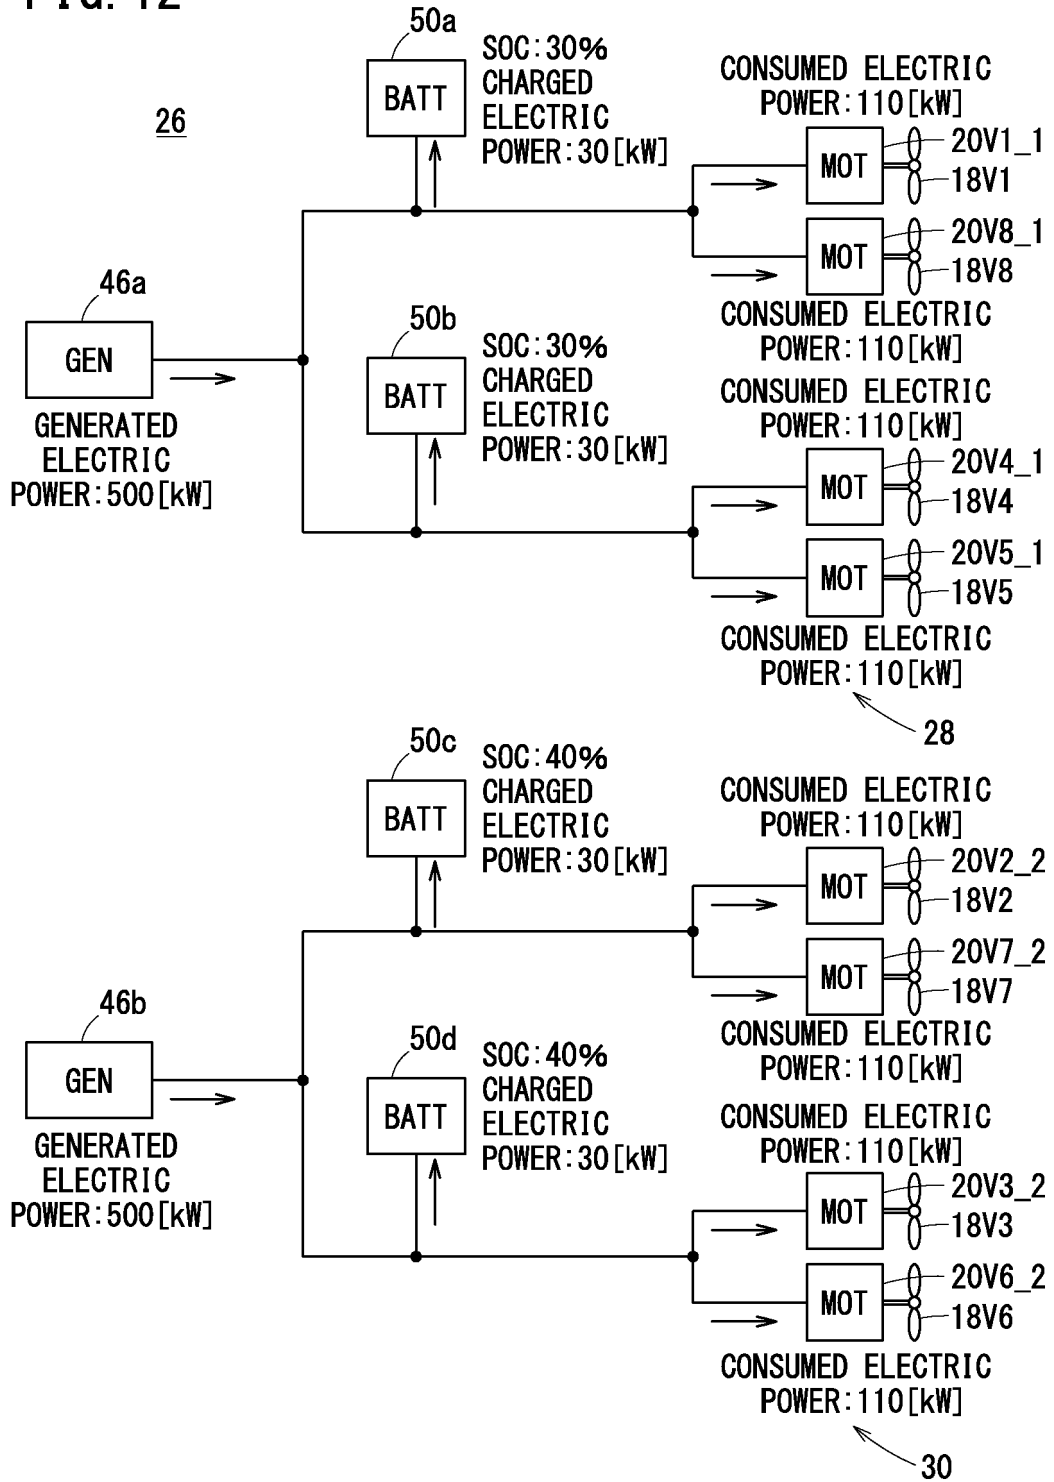 FIG. 12
26
50a
BATT
SOC:30%
CHARGED
ELECTRIC
POWER:30[kW]
CONSUMED ELECTRIC
POWER:110[kW]
MOT
20V1_1
18V1
MOT
20V8_1
18V8
CONSUMED ELECTRIC
POWER:110[kW]
46a
GEN
GENERATED
ELECTRIC
POWER:500[kW]
50b
BATT
SOC:30%
CHARGED
ELECTRIC
POWER:30[kW]
CONSUMED ELECTRIC
POWER:110[kW]
MOT
20V4_1
18V4
MOT
20V5_1
18V5
CONSUMED ELECTRIC
POWER:110[kW]
28
50c
BATT
SOC:40%
CHARGED
ELECTRIC
POWER:30[kW]
CONSUMED ELECTRIC
POWER:110[kW]
MOT
20V2_2
18V2
MOT
20V7_2
18V7
CONSUMED ELECTRIC
POWER:110[kW]
46b
GEN
GENERATED
ELECTRIC
POWER:500[kW]
50d
BATT
SOC:40%
CHARGED
ELECTRIC
POWER:30[kW]
CONSUMED ELECTRIC
POWER:110[kW]
MOT
20V3_2
18V3
MOT
20V6_2
18V6
CONSUMED ELECTRIC
POWER:110[kW]
30